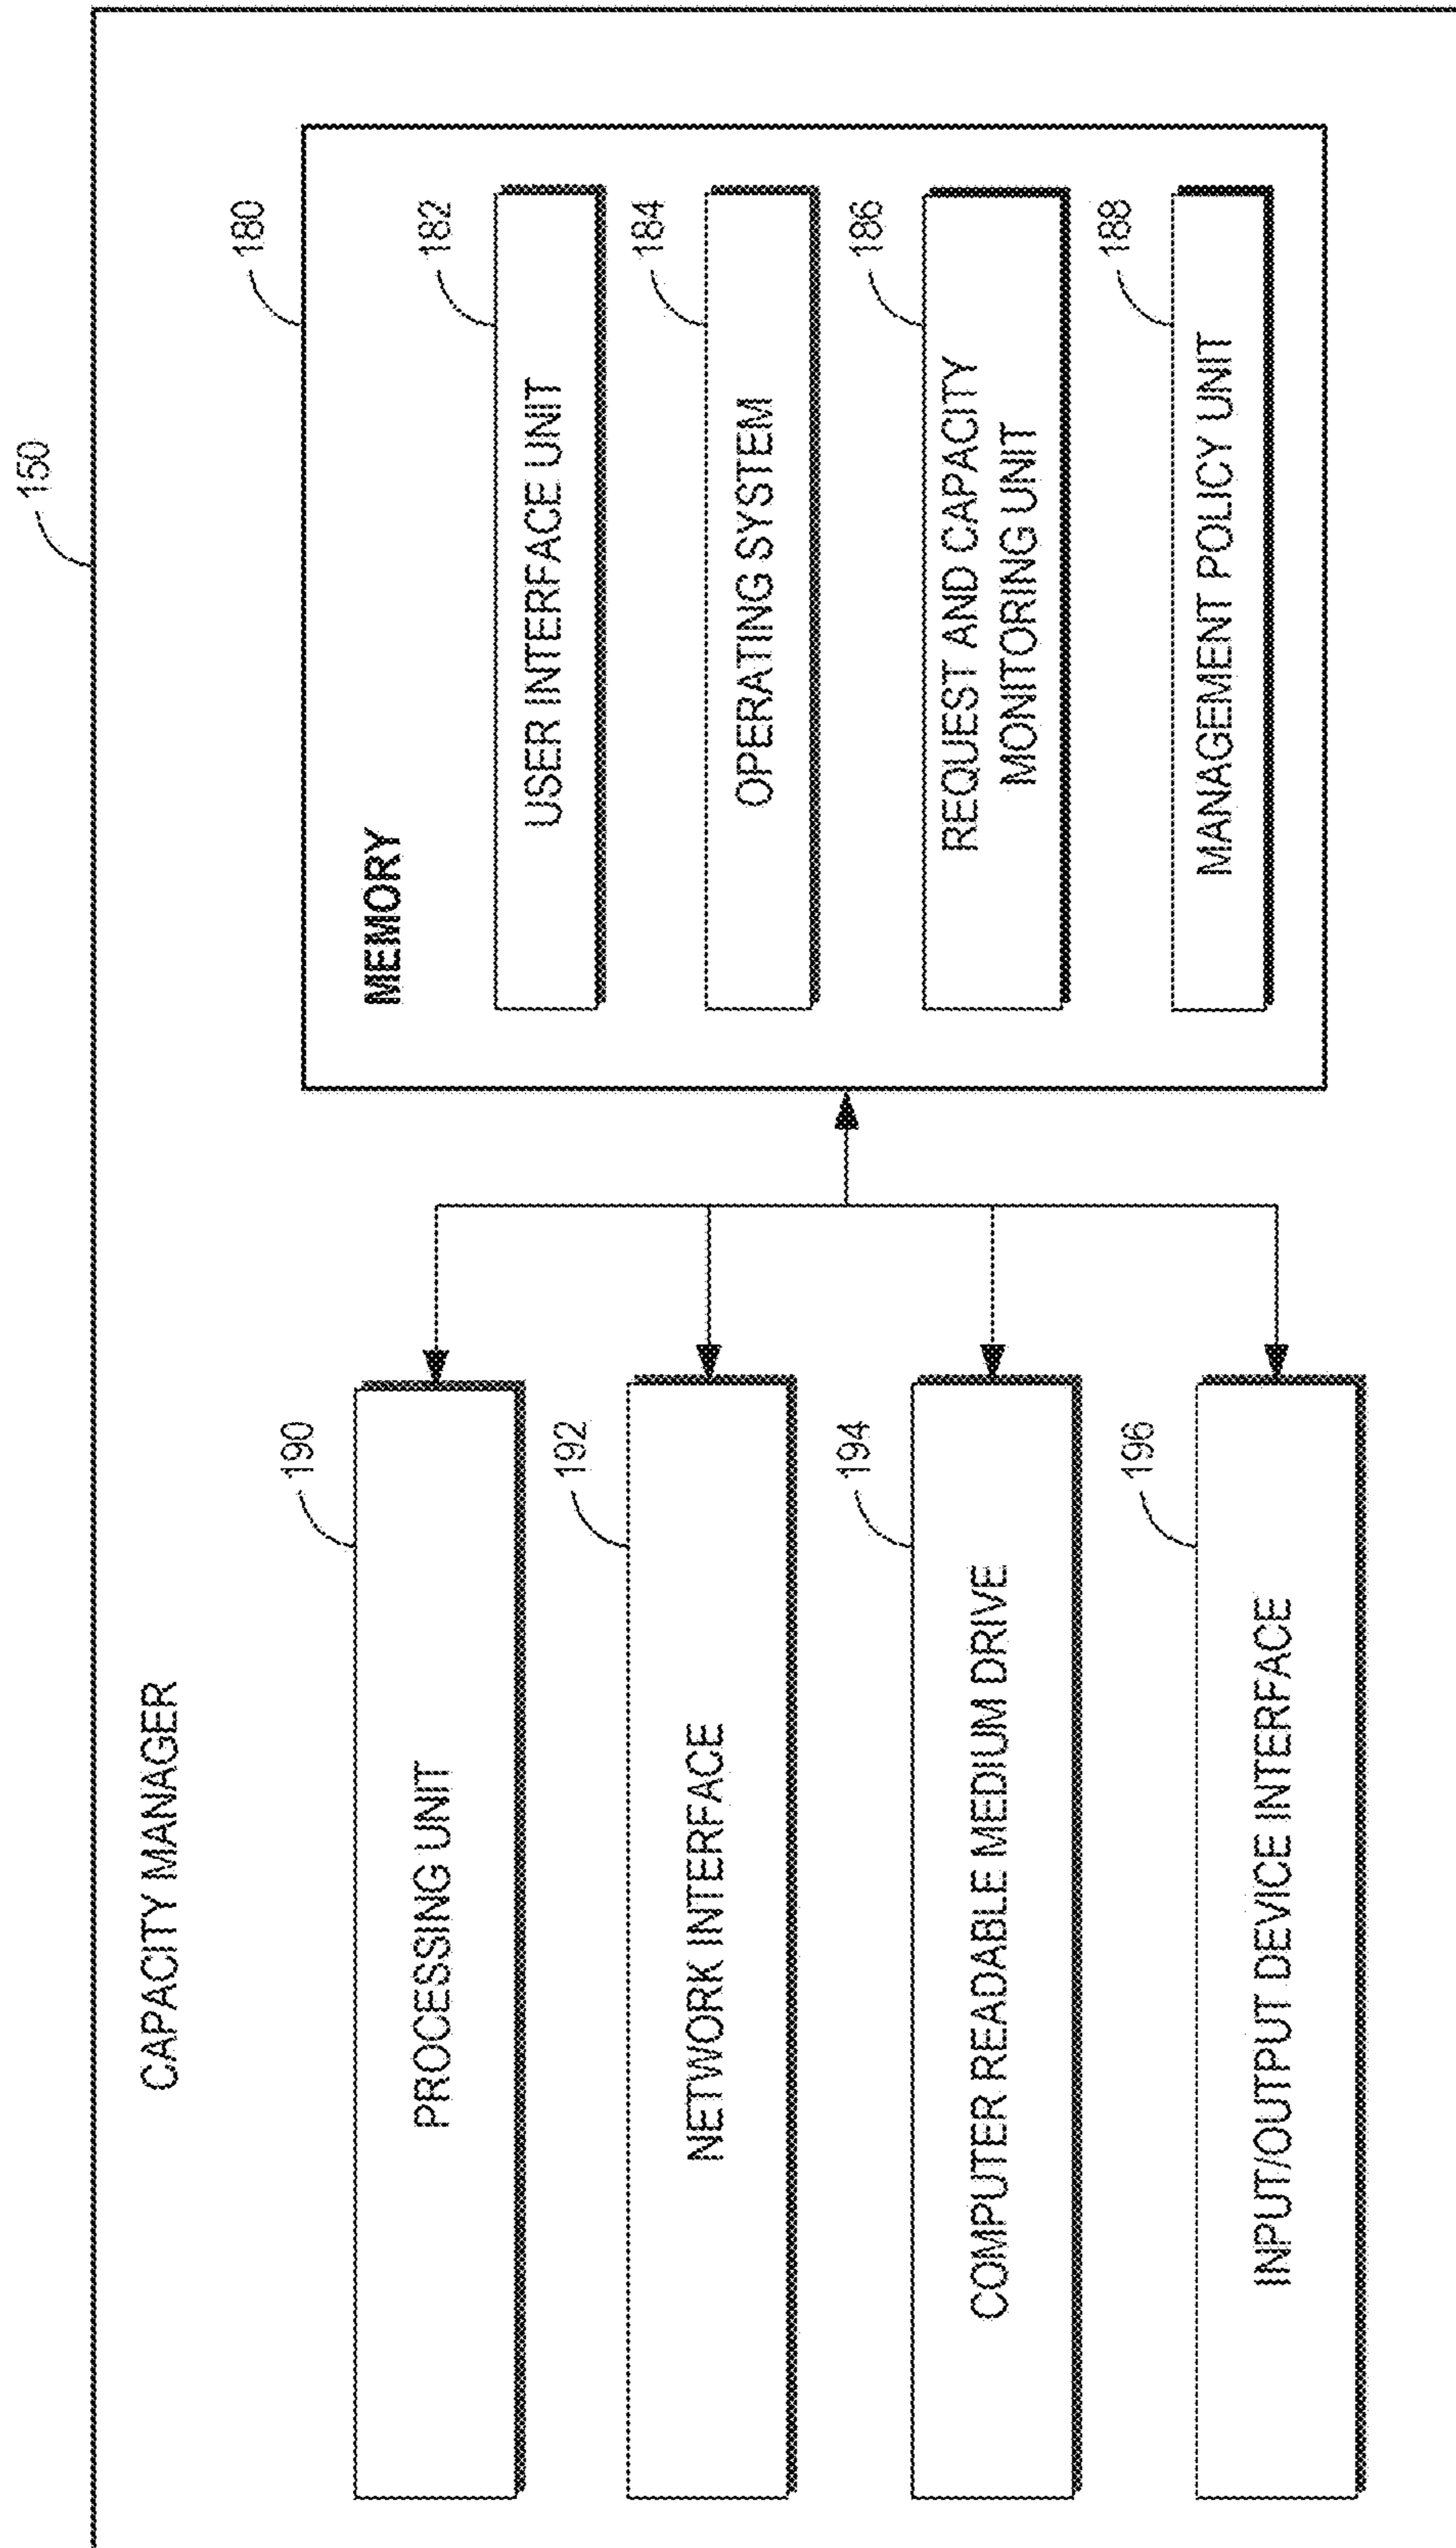 150
CAPACITY MANAGER
190
PROCESSING UNIT
192
NETWORK INTERFACE
194
COMPUTER READABLE MEDIUM DRIVE
196
INPUT/OUTPUT DEVICE INTERFACE
180
MEMORY
182
USER INTERFACE UNIT
184
OPERATING SYSTEM
186
REQUEST AND CAPACITY
MONITORING UNIT
188
MANAGEMENT POLICY UNIT